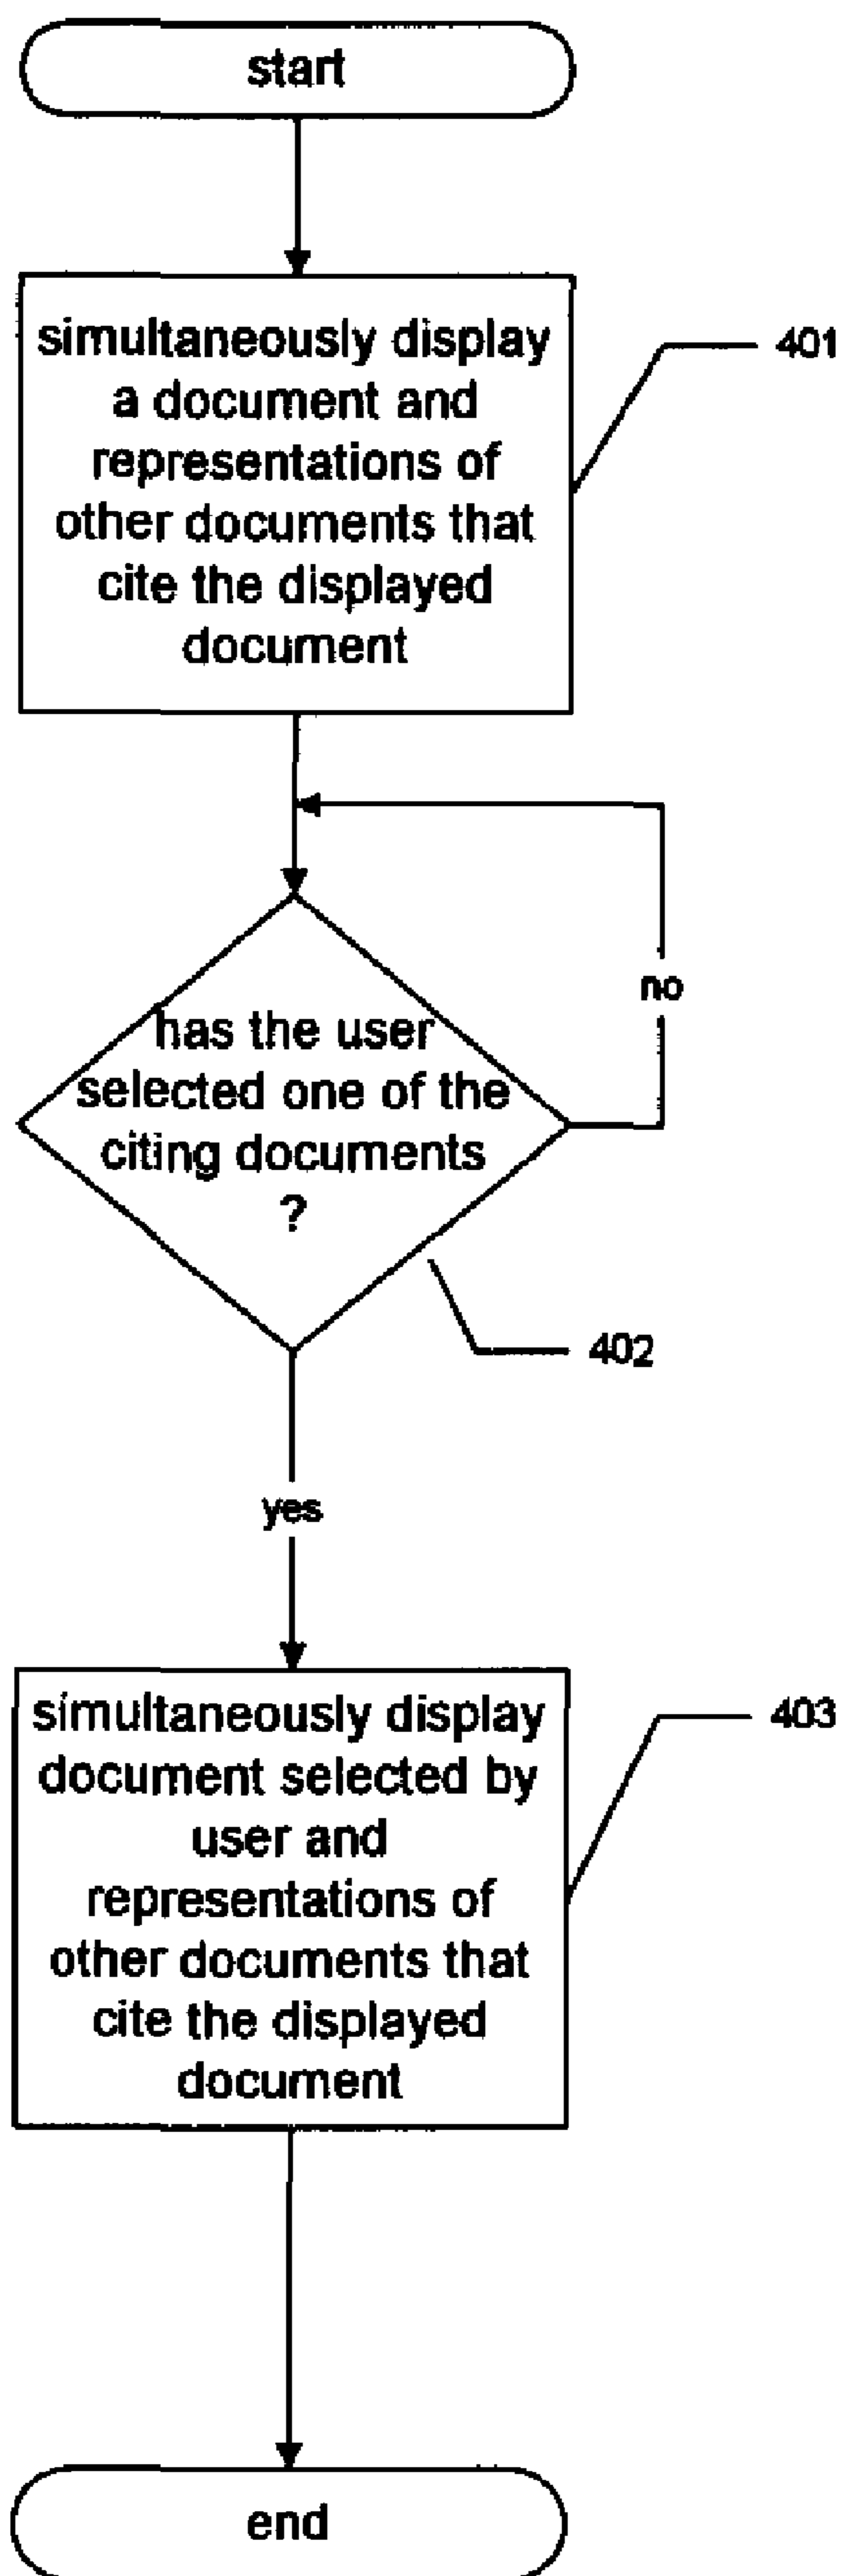 start
simultaneously display
a document and
representations of
other documents that
cite the displayed
document
401
no
has the user
selected one of the
citing documents
?
402
yes
simultaneously display
document selected by
user and
representations of
other documents that
cite the displayed
document
403
end